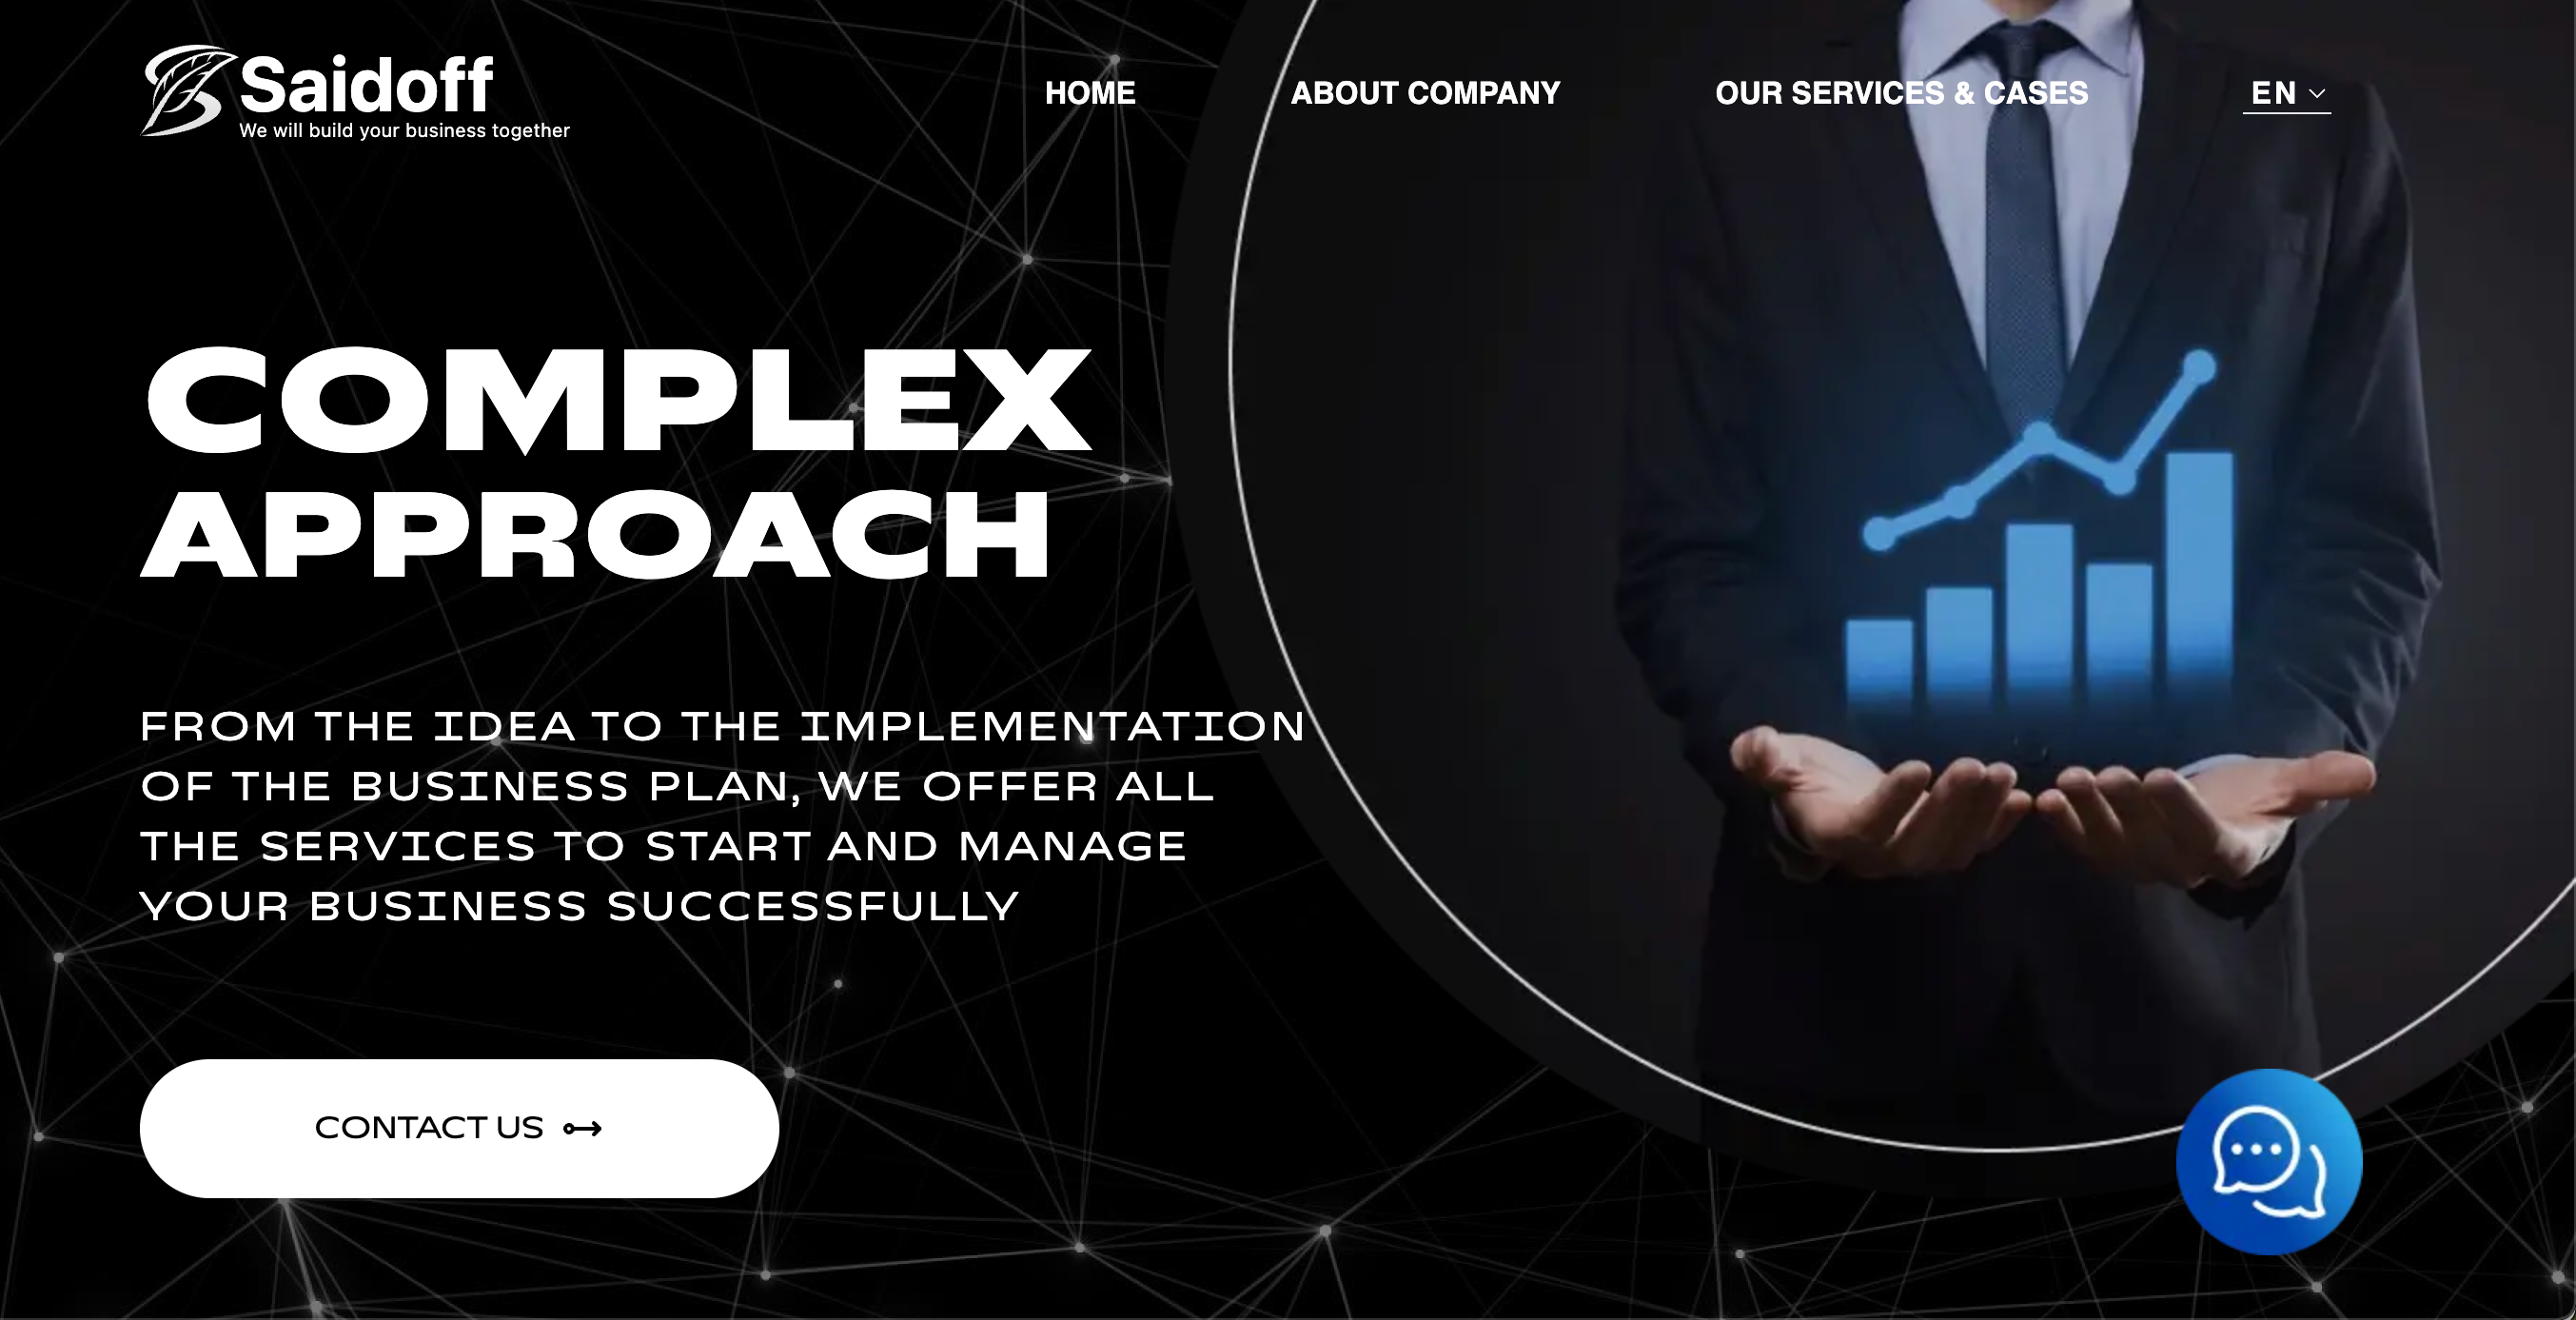 Saidoff
We will build your business together
HOME
ABOUT COMPANY
OUR SERVICES & CASES
EN
COMPLEX
APPROACH
FROM THE IDEA TO THE IMPLEMENTATION
OF THE BUSINESS PLAN, WE OFFER ALL
THE SERVICES TO START AND MANAGE
YOUR BUSINESS SUCCESSFULLY
CONTACT US